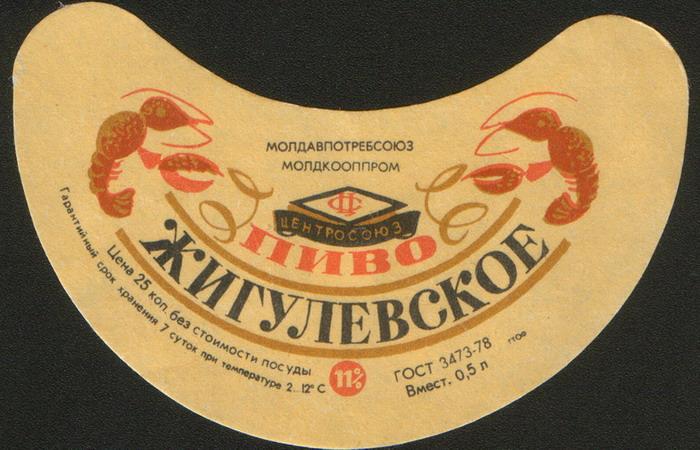 МОЛДАВПОТРЕБСОЮЗ
МОЛДКООППРОМ
ЦЕНТРОСОЮЗ
ПИВО
ЖИГУЛЕВСКОЕ
Цена 25 коп. без стоимости посуды
Гарантийный срок хранения 7 суток при температуре 2...12°С
11%
ГОСТ 3473-78
Вмест. 0,5 л